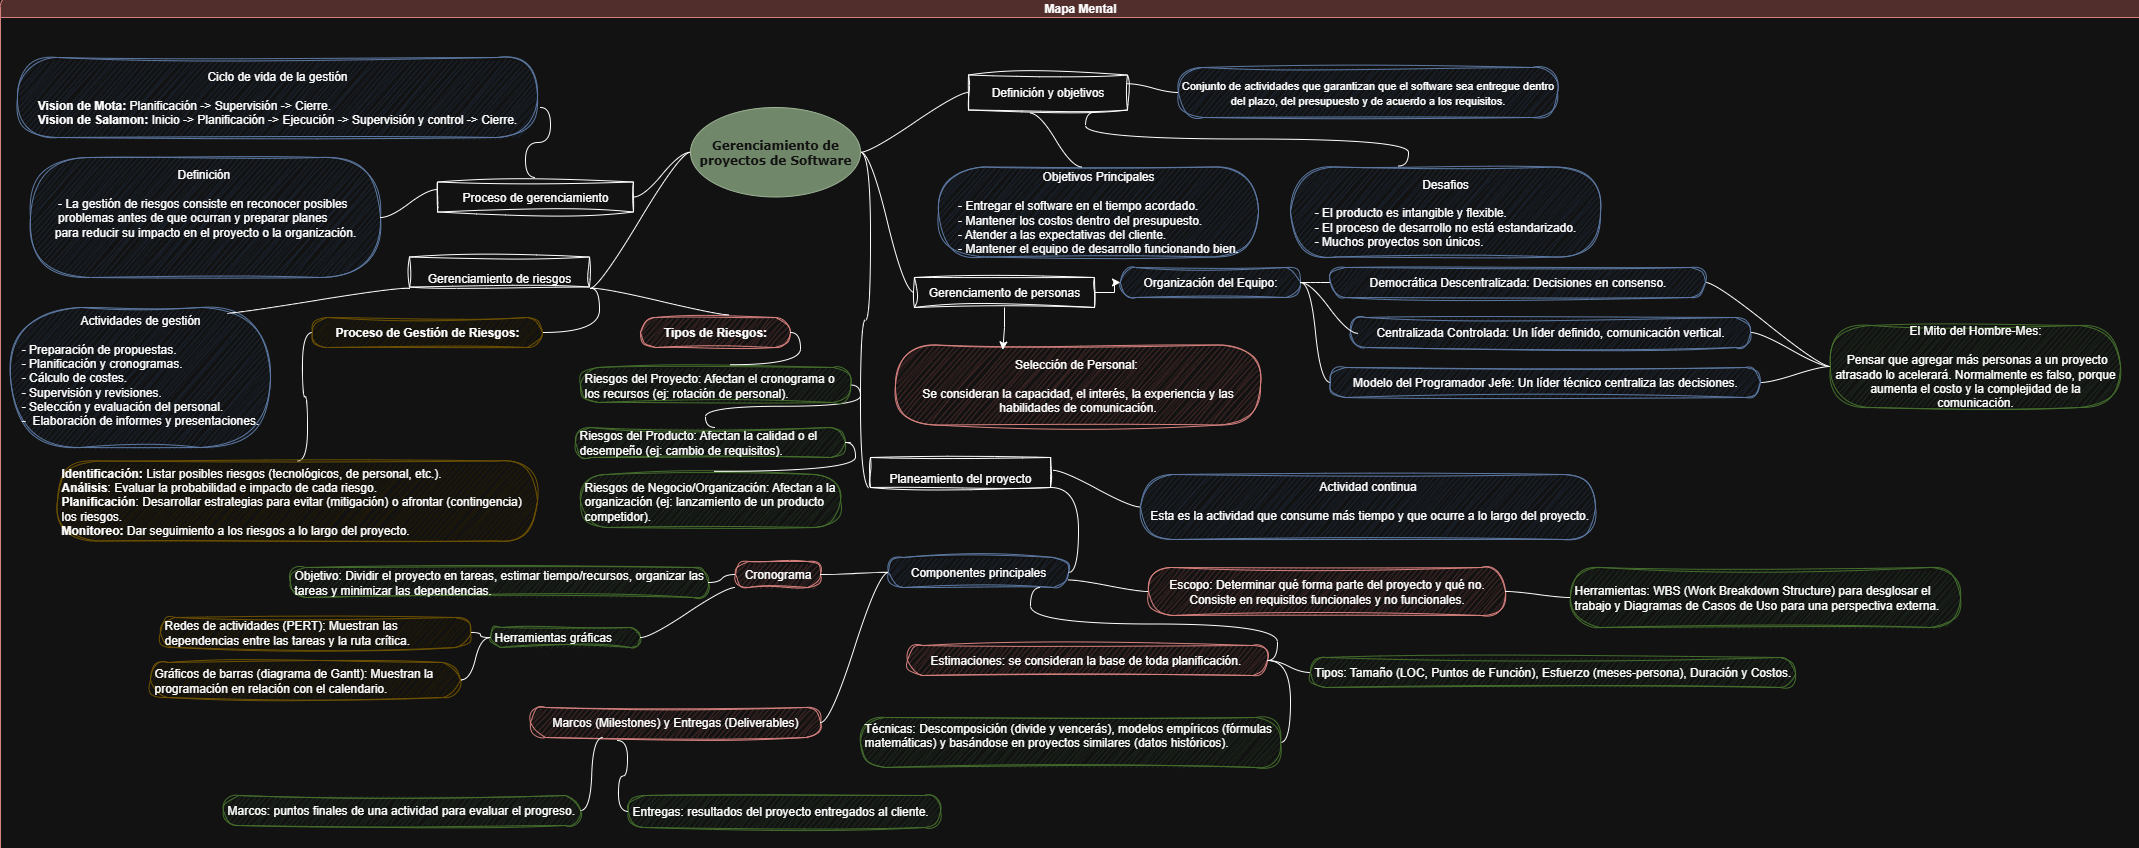 Mapa Mental
Ciclo de vida de la gestión
Vision de Mota: Planificación -> Supervisión -> Cierre.
Vision de Salamon: Inicio -> Planificación -> Ejecución -> Supervisión y control -> Cierre.
Definición
- La gestión de riesgos consiste en reconocer posibles
problemas antes de que ocurran y preparar planes
para reducir su impacto en el proyecto o la organización.
Proceso de gerenciamiento
Gerenciamiento de
proyectos de Software
Definición y objetivos
Conjunto de actividades que garantizan que el software sea entregue dentro
del plazo, del presupuesto y de acuerdo a los requisitos.
Objetivos Principales
- Entregar el software en el tiempo acordado.
- Mantener los costos dentro del presupuesto.
- Atender a las expectativas del cliente.
- Mantener el equipo de desarrollo funcionando bien.
Desafios
- El producto es intangible y flexible.
- El proceso de desarrollo no está estandarizado.
- Muchos proyectos son únicos.
Gerenciamiento de riesgos
Actividades de gestión
- Preparación de propuestas.
- Planificación y cronogramas.
- Cálculo de costes.
- Supervisión y revisiones.
- Selección y evaluación del personal.
- Elaboración de informes y presentaciones.
Proceso de Gestión de Riesgos:
Tipos de Riesgos:
Riesgos del Proyecto: Afectan el cronograma o
los recursos (ej: rotación de personal).
Riesgos del Producto: Afectan la calidad o el
desempeño (ej: cambio de requisitos).
Riesgos de Negocio/Organización: Afectan a la
organización (ej: lanzamiento de un producto
competidor).
Identificación: Listar posibles riesgos (tecnológicos, de personal, etc.).
Análisis: Evaluar la probabilidad e impacto de cada riesgo.
Planificación: Desarrollar estrategias para evitar (mitigación) o afrontar (contingencia)
los riesgos.
Monitoreo: Dar seguimiento a los riesgos a lo largo del proyecto.
Gerenciamento de personas
Organización del Equipo:
Democrática Descentralizada: Decisiones en consenso.
Centralizada Controlada: Un líder definido, comunicación vertical.
Modelo del Programador Jefe: Un líder técnico centraliza las decisiones.
El Mito del Hombre-Mes:
Pensar que agregar más personas a un proyecto
atrasado lo acelerará. Normalmente es falso, porque
aumenta el costo y la complejidad de la
comunicación.
Selección de Personal:
Se consideran la capacidad, el interés, la experiencia y las
habilidades de comunicación.
Planeamiento del proyecto
Actividad continua
Esta es la actividad que consume más tiempo y que ocurre a lo largo del proyecto.
Componentes principales
Cronograma
Objetivo: Dividir el proyecto en tareas, estimar tiempo/recursos, organizar las
tareas y minimizar las dependencias.
Herramientas gráficas
Redes de actividades (PERT): Muestran las
dependencias entre las tareas y la ruta crítica.
Gráficos de barras (diagrama de Gantt): Muestran la
programación en relación con el calendario.
Escopo: Determinar qué forma parte del proyecto y qué no.
Consiste en requisitos funcionales y no funcionales.
Herramientas: WBS (Work Breakdown Structure) para desglosar el
trabajo y Diagramas de Casos de Uso para una perspectiva externa.
Estimaciones: se consideran la base de toda planificación.
Tipos: Tamaño (LOC, Puntos de Función), Esfuerzo (meses-persona), Duración y Costos.
Técnicas: Descomposición (divide y vencerás), modelos empíricos (fórmulas
matemáticas) y basándose en proyectos similares (datos históricos).
Marcos (Milestones) y Entregas (Deliverables)
Marcos: puntos finales de una actividad para evaluar el progreso.
Entregas: resultados del proyecto entregados al cliente.